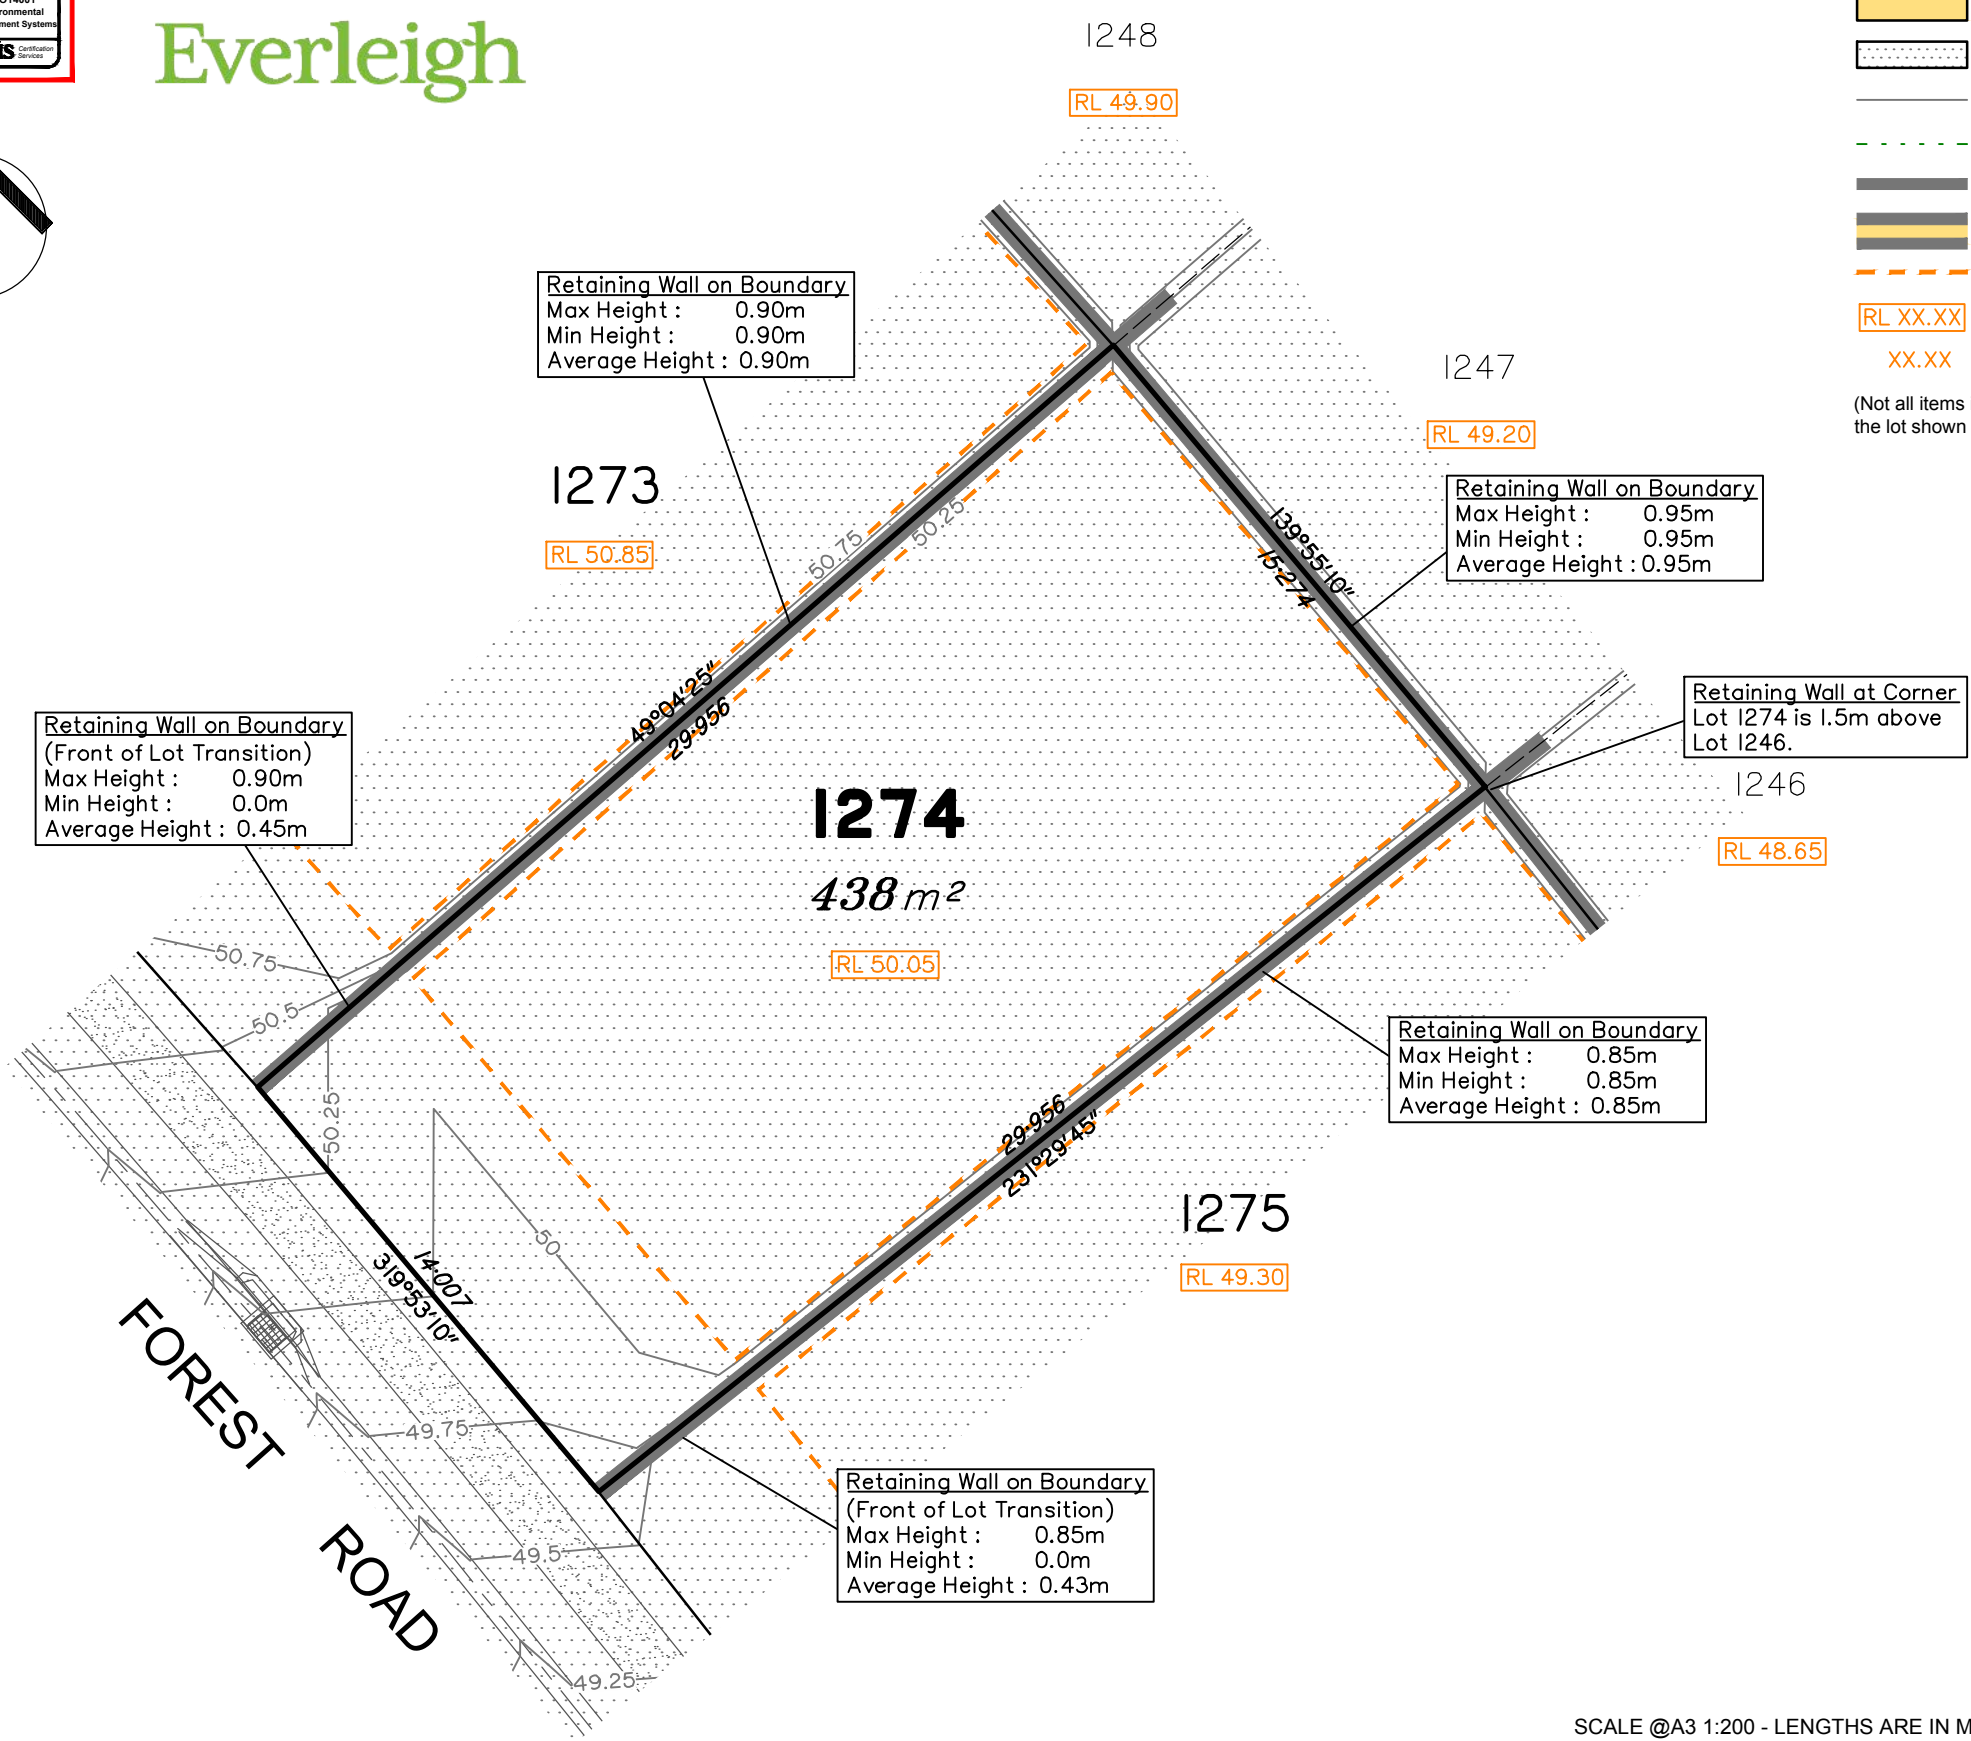 Environmental
Management Systems
Certification
Services
Everleigh
1248
RL 49.90
RL XX.XX
XX.XX
(Not all items
the lot shown
1247
RL 49.20
Retaining Wall on Boundary
Max Height : 0.90m
Min Height : 0.90m
Average Height : 0.90m
1273
RL 50.85
50.75
50.25
139°55'10"
15·274
Retaining Wall on Boundary
Max Height : 0.95m
Min Height : 0.95m
Average Height : 0.95m
49°04'25"
29·956
Retaining Wall at Corner
Lot 1274 is 1.5m above
Lot 1246.
1246
RL 48.65
Retaining Wall on Boundary
(Front of Lot Transition)
Max Height : 0.90m
Min Height : 0.0m
Average Height : 0.45m
1274
438 m²
RL 50.05
50.75
50.5
50.25
Retaining Wall on Boundary
Max Height : 0.85m
Min Height : 0.85m
Average Height : 0.85m
29·956
231°29'45"
1275
RL 49.30
50
14·007
319°53'10"
FOREST
ROAD
49.75
49.5
49.25
Retaining Wall on Boundary
(Front of Lot Transition)
Max Height : 0.85m
Min Height : 0.0m
Average Height : 0.43m
SCALE @A3 1:200 - LENGTHS ARE IN M